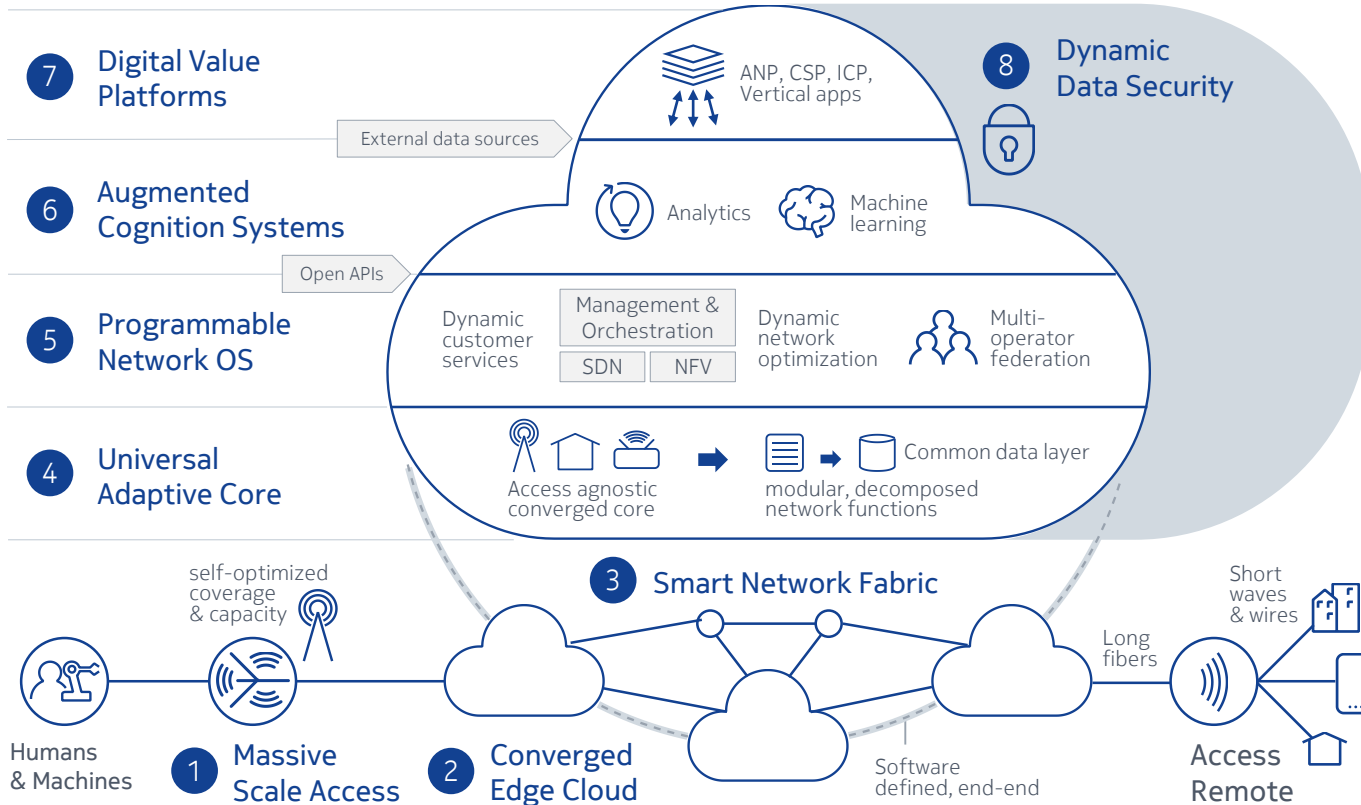 7
Digital Value
Platforms
ANP, CSP, ICP,
Vertical apps
8
Dynamic
Data Security
External data sources
6
Augmented
Cognition Systems
Analytics
Machine
learning
Open APIs
5
Programmable
Network OS
Dynamic
customer
services
Management &
Orchestration
SDN
NFV
Dynamic
network
optimization
Multi-
operator
federation
4
Universal
Adaptive Core
Access agnostic
converged core
Common data layer
modular, decomposed
network functions
3
Smart Network Fabric
self-optimized
coverage
& capacity
Short
waves
& wires
Long
fibers
Humans
& Machines
1
Massive
Scale Access
2
Converged
Edge Cloud
Software
defined, end-end
Access
Remote
...